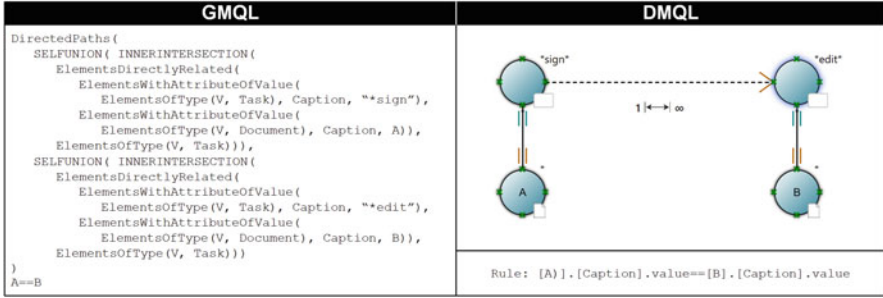 GMQL
DMQL
DirectedPaths(
SELFUNION( INNERINTERSECTION(
ElementsDirectlyRelated(
ElementsWithAttributeOfValue(
ElementsOfType(V, Task), Caption, “*sign”),
ElementsWithAttributeOfValue(
ElementsOfType(V, Document), Caption, A)),
ElementsOfType(V, Task))),
SELFUNION( INNERINTERSECTION(
ElementsDirectlyRelated(
ElementsWithAttributeOfValue(
ElementsOfType(V, Task), Caption, “*edit”),
ElementsWithAttributeOfValue(
ElementsOfType(V, Document), Caption, B)),
ElementsOfType(V, Task)))
)
A==B
*sign*
*edit*
1 ∞
*
*
A
B
Rule: [A)].[Caption].value==[B].[Caption].value